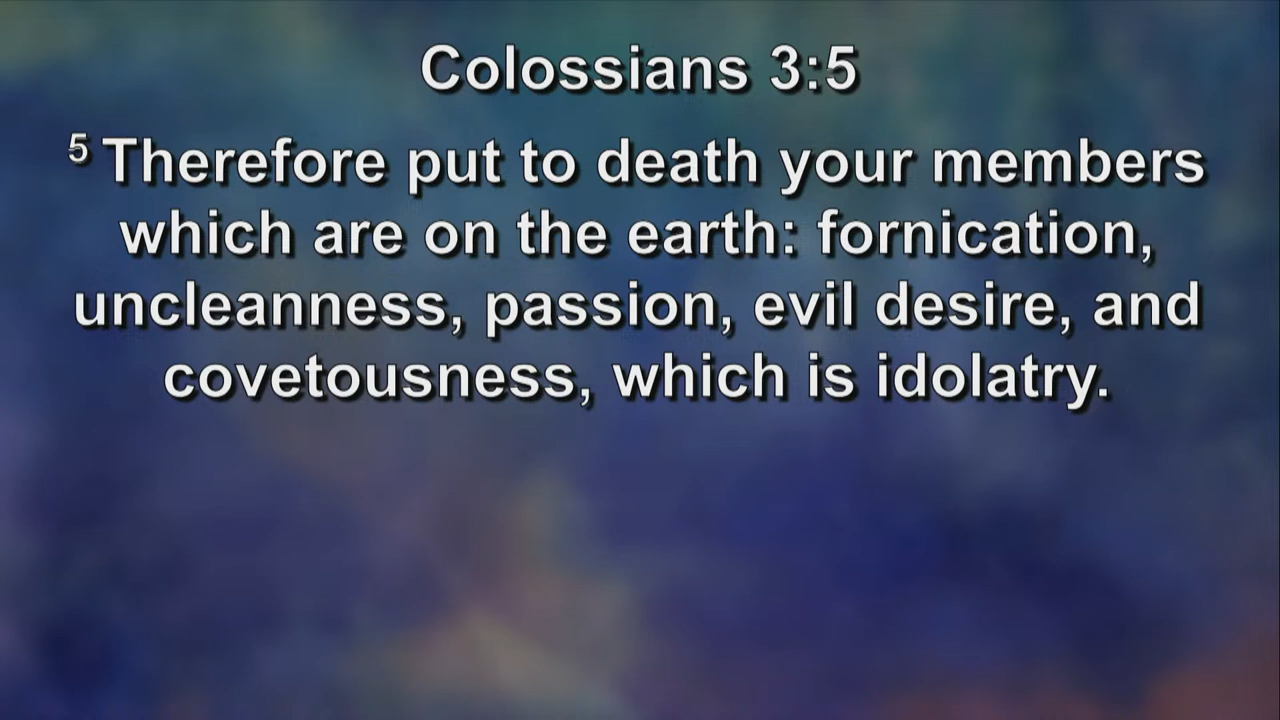 Colossians 3:5
5 Therefore put to death your members
which are on the earth: fornication,
uncleanness, passion, evil desire, and
covetousness, which is idolatry.